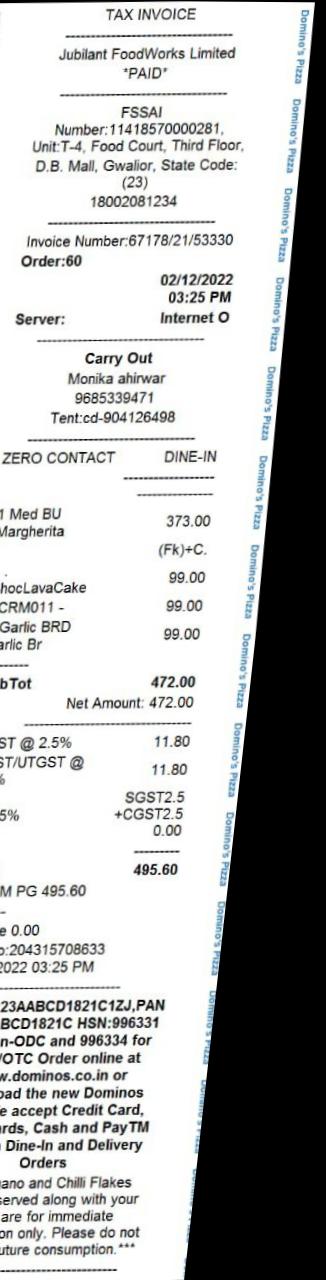 TAX INVOICE
Jubilant FoodWorks Limited
*PAID*
FSSAI
Number:11418570000281,
Unit:T-4, Food Court, Third Floor,
D.B. Mall, Gwalior, State Code:
(23)
18002081234
Invoice Number:67178/21/53330
Order:60
02/12/2022
03:25 PM
Server: Internet O
Carry Out
Monika ahirwar
9685339471
Tent:cd-904126498
ZERO CONTACT DINE-IN
1 Med BU
Margherita 373.00
(Fk)+C.
hocLavaCake 99.00
CRM011 - 99.00
Garlic BRD
arlic Br 99.00
bTot 472.00
Net Amount: 472.00
ST @ 2.5% 11.80
ST/UTGST @
% 11.80
SGST2.5
5% +CGST2.5
0.00
495.60
M PG 495.60
e 0.00
o:204315708633
2022 03:25 PM
23AABCD1821C1ZJ,PAN
BCD1821C HSN:996331
n-ODC and 996334 for
/OTC Order online at
w.dominos.co.in or
oad the new Dominos
e accept Credit Card,
rds, Cash and PayTM
n Dine-In and Delivery
Orders
ano and Chilli Flakes
served along with your
are for immediate
on only. Please do not
uture consumption.***
Domino's Pizza
Domino's Pizza
Domino's Pizza
Domino's Pizza
Domino's Pizza
Domino's Pizza
Domino's Pizza
Domino's Pizza
Domino's Pizza
Domino's Pizza
Domino's Pizza
Domino's Pizza
Domino's Pizza
Domino's Pizza